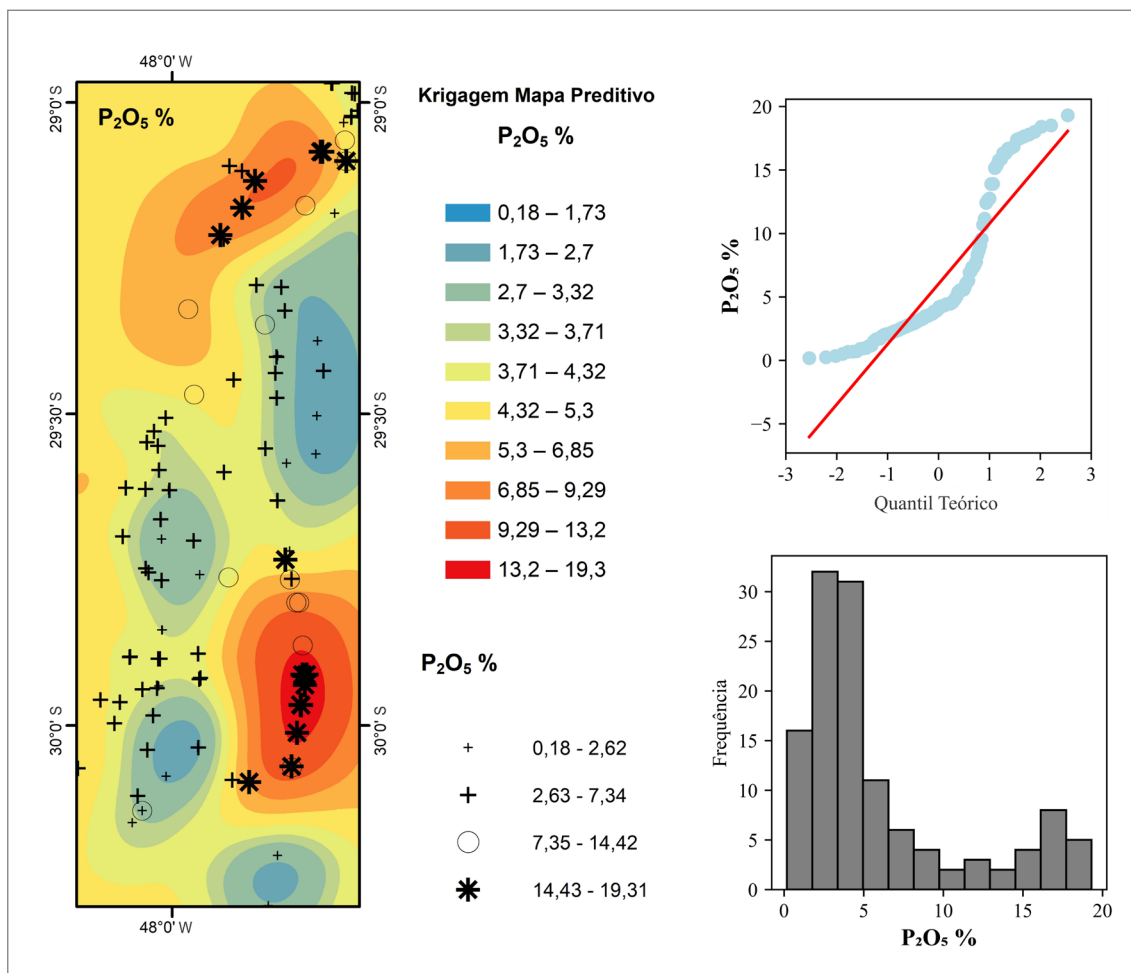 48°0' W
P₂O₅ %
29°0' S
29°30' S
30°0' S
48°0' W
Krigagem Mapa Preditivo
P₂O₅ %
0,18 – 1,73
1,73 – 2,7
2,7 – 3,32
3,32 – 3,71
3,71 – 4,32
4,32 – 5,3
5,3 – 6,85
6,85 – 9,29
9,29 – 13,2
13,2 – 19,3
P₂O₅ %
0,18 - 2,62
2,63 - 7,34
7,35 - 14,42
14,43 - 19,31
29°0' S
29°30' S
30°0' S
P₂O₅ %
20
15
10
5
0
−5
-3 -2 -1 0 1 2 3
Quantil Teórico
Frequência
30
25
20
15
10
5
0
0 5 10 15 20
P₂O₅ %